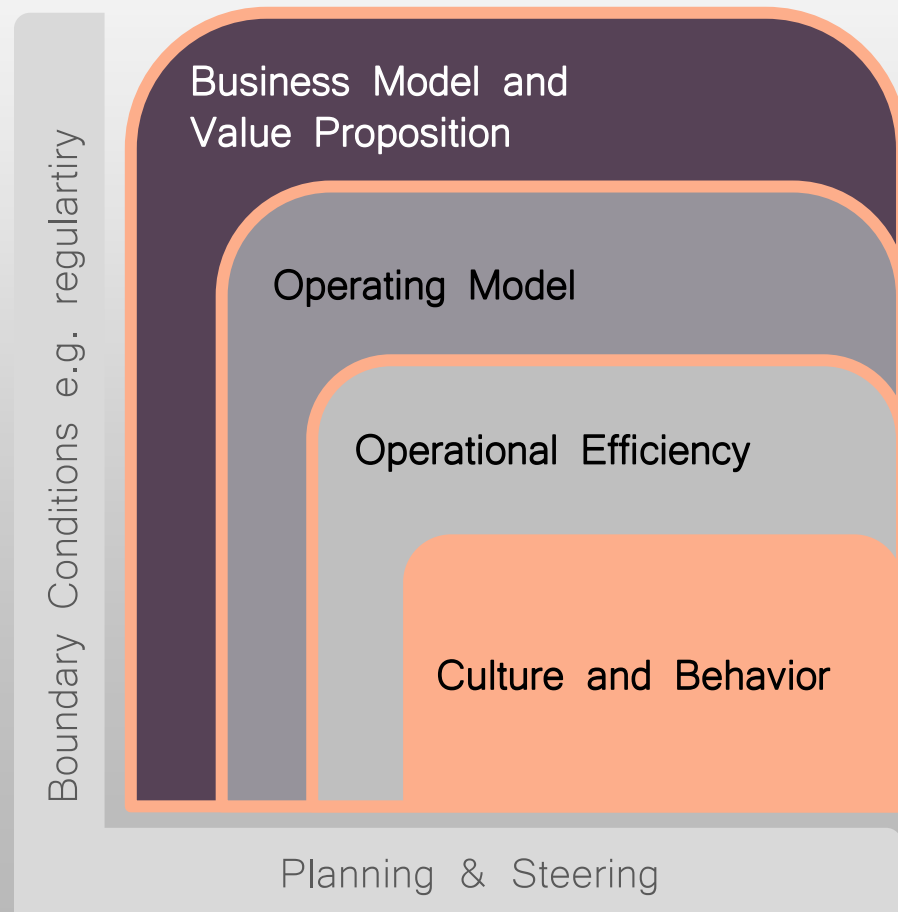 Business Model and
Value Proposition
Operating Model
Operational Efficiency
Culture and Behavior
Boundary Conditions e.g. regulartiry
Planning & Steering